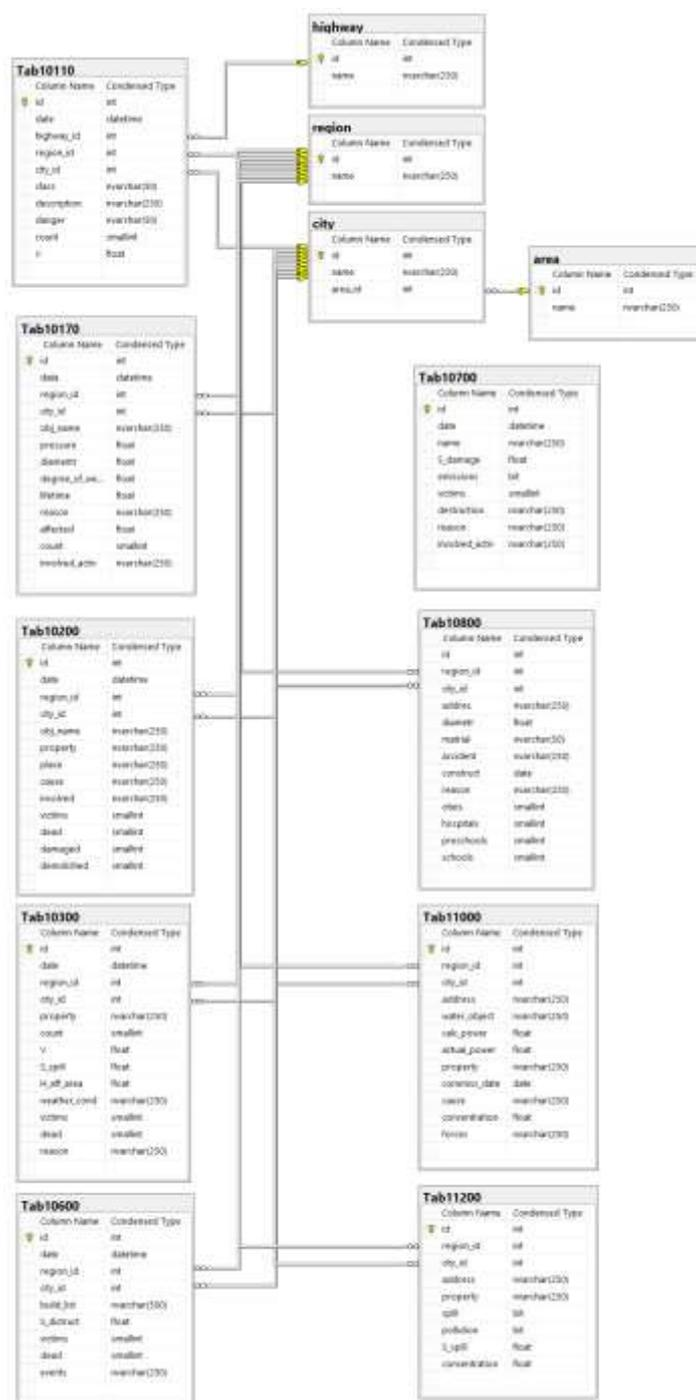 highway
Column Name Condensed Type
id int
name nvarchar(250)
Tab10110
Column Name Condensed Type
id int
date datetime
highway_id int
region_id int
city_id int
class nvarchar(50)
description nvarchar(250)
danger nvarchar(50)
count smallint
V float
region
Column Name Condensed Type
id int
name nvarchar(250)
city
Column Name Condensed Type
id int
name nvarchar(250)
area_id int
area
Column Name Condensed Type
id int
name nvarchar(250)
Tab10170
Column Name Condensed Type
id int
date datetime
region_id int
city_id int
obj_name nvarchar(250)
pressure float
diametr float
degree_of_we... float
lifetime float
reason nvarchar(250)
affected float
count smallint
involved_activ nvarchar(250)
Tab10700
Column Name Condensed Type
id int
date datetime
name nvarchar(250)
S_damage float
emissions bit
victims smallint
destruction nvarchar(250)
reason nvarchar(250)
involved_activ nvarchar(250)
Tab10200
Column Name Condensed Type
id int
date datetime
region_id int
city_id int
obj_name nvarchar(250)
property nvarchar(250)
place nvarchar(250)
cause nvarchar(250)
involved nvarchar(250)
victims smallint
dead smallint
damaged smallint
demolished smallint
Tab10800
Column Name Condensed Type
id int
region_id int
city_id int
addres nvarchar(250)
diametr float
matrial nvarchar(50)
accident nvarchar(250)
construct date
reason nvarchar(250)
smallint
hospitals smallint
preschools smallint
schools smallint
Tab10300
Column Name Condensed Type
id int
date datetime
region_id int
city_id int
property nvarchar(250)
count smallint
V float
S_spill float
H_eff_area float
weather_cond nvarchar(250)
victims smallint
dead smallint
reason nvarchar(250)
Tab11000
Column Name Condensed Type
id int
region_id int
city_id int
address nvarchar(250)
water_object nvarchar(250)
calc_power float
actual_power float
property nvarchar(250)
commiss_date date
cause nvarchar(250)
concentration float
forces nvarchar(250)
Tab10600
Column Name Condensed Type
id int
date datetime
region_id int
city_id int
build_list nvarchar(500)
S_distruct float
victims smallint
dead smallint
events nvarchar(250)
Tab11200
Column Name Condensed Type
id int
region_id int
city_id int
address nvarchar(250)
property nvarchar(250)
spill bit
pollution bit
S_spill float
concentration float